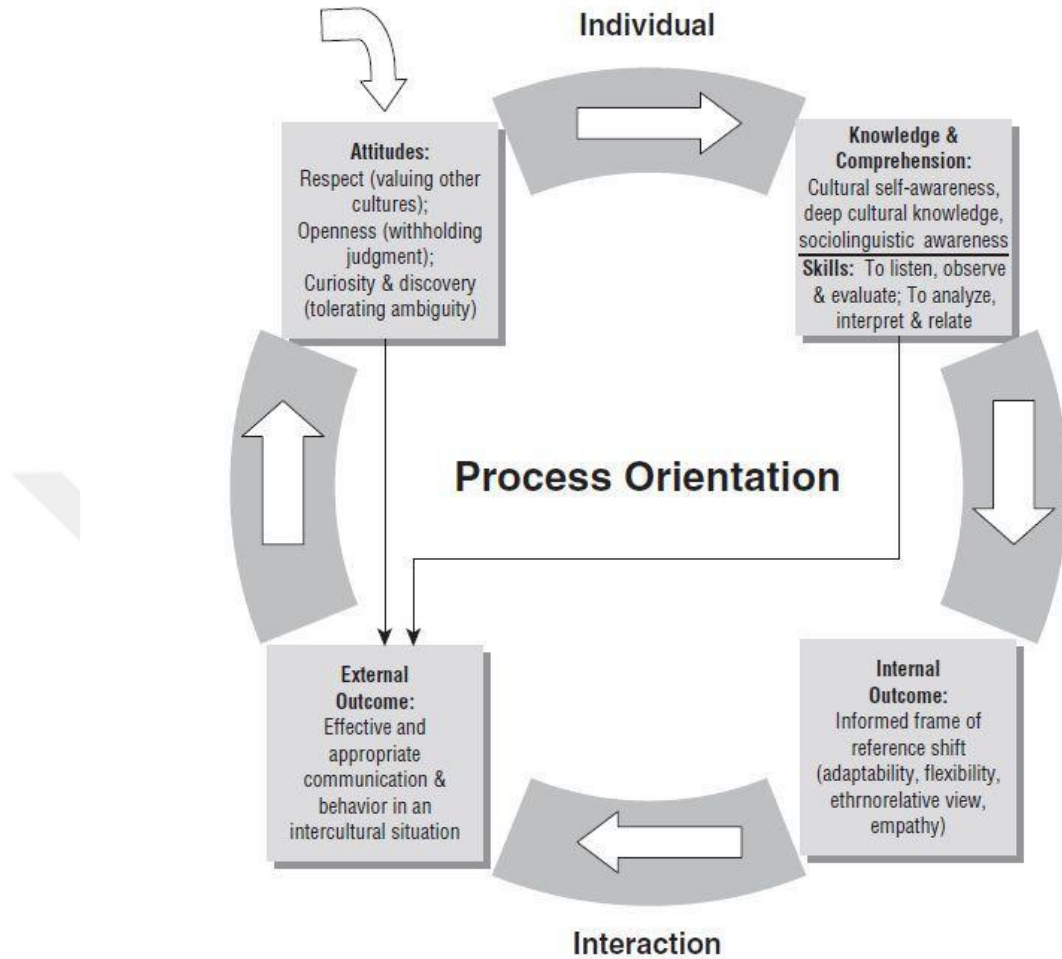 Individual
Attitudes:
Respect (valuing other
cultures);
Openness (withholding
judgment);
Curiosity & discovery
(tolerating ambiguity)
Knowledge &
Comprehension:
Cultural self-awareness,
deep cultural knowledge,
sociolinguistic awareness
Skills: To listen, observe
& evaluate; To analyze,
interpret & relate
Process Orientation
External
Outcome:
Effective and
appropriate
communication &
behavior in an
intercultural situation
Internal
Outcome:
Informed frame of
reference shift
(adaptability, flexibility,
ethrnorelative view,
empathy)
Interaction